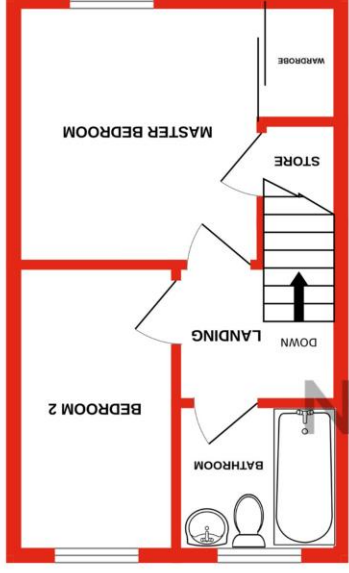 WARDROBE
MASTER BEDROOM
STORE
LANDING
DOWN
BEDROOM 2
BATHROOM
N